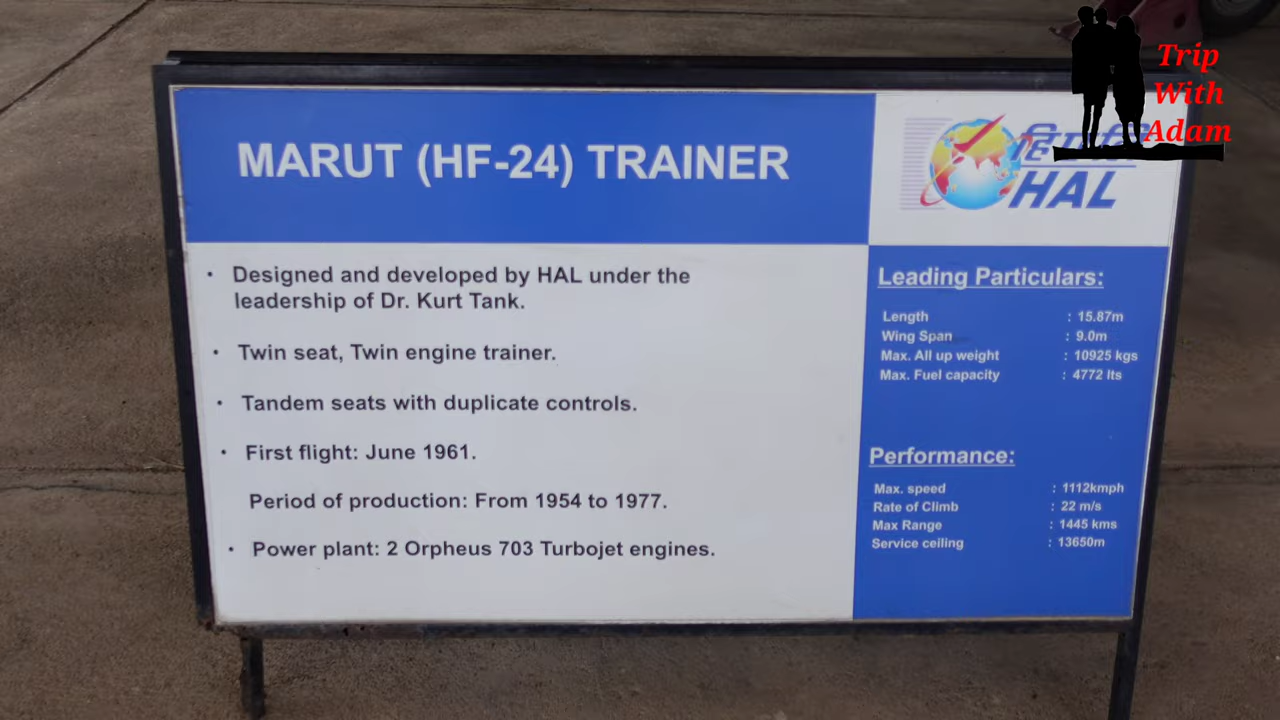 MARUT (HF-24) TRAINER
HAL
• Designed and developed by HAL under the
leadership of Dr. Kurt Tank.
• Twin seat, Twin engine trainer.
• Tandem seats with duplicate controls.
• First flight: June 1961.
Period of production: From 1954 to 1977.
• Power plant: 2 Orpheus 703 Turbojet engines.
Leading Particulars:
Length : 15.87m
Wing Span : 9.0m
Max. All up weight : 10925 kgs
Max. Fuel capacity : 4772 lts
Performance:
Max. speed : 1112kmph
Rate of Climb : 22 m/s
Max Range : 1445 kms
Service ceiling : 13650m
Trip
With
Adam